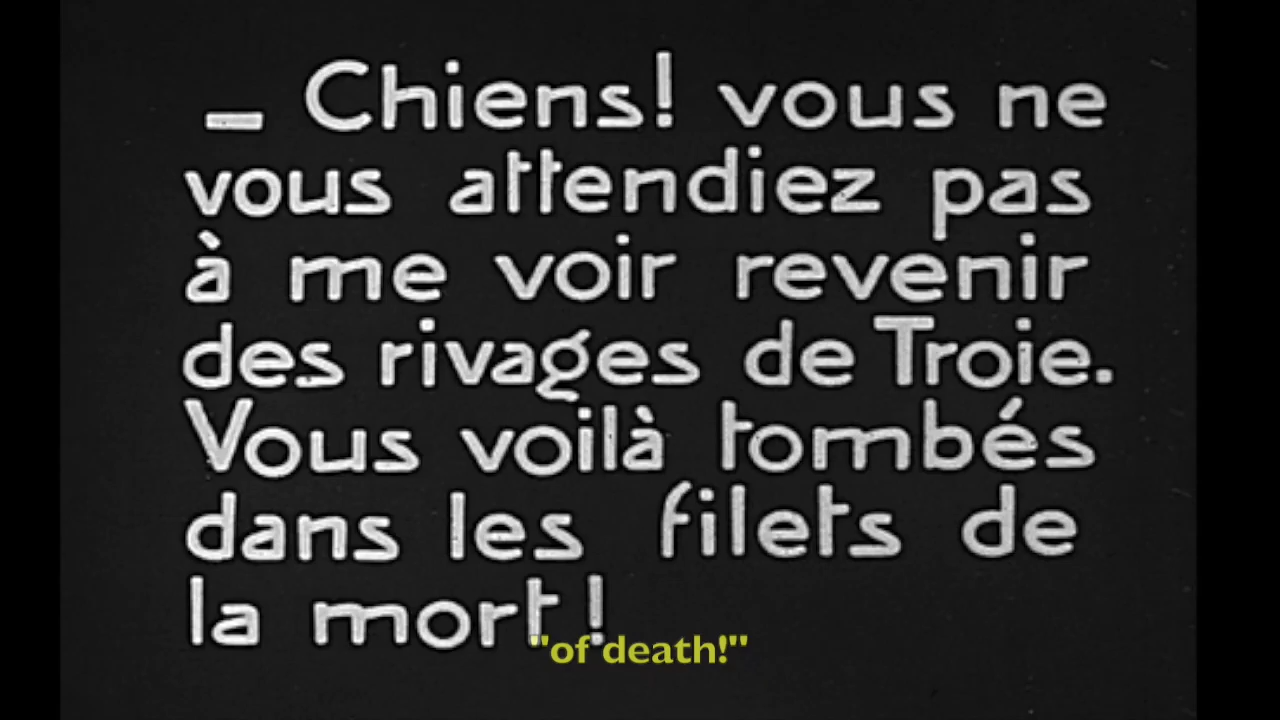 – Chiens! vous ne
vous attendiez pas
à me voir revenir
des rivages de Troie.
Vous voilà tombés
dans les filets de
la mort!
"of death!"